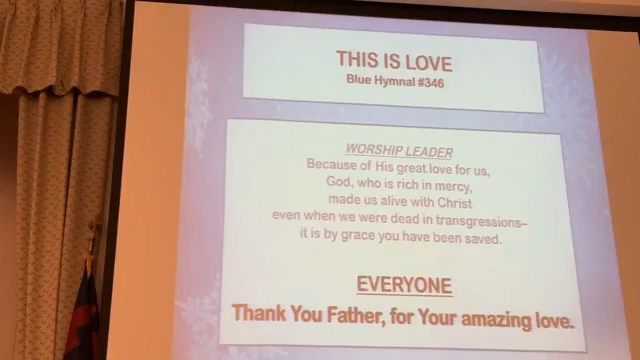 THIS IS LOVE
Blue Hymnal #346
WORSHIP LEADER
Because of His great love for us,
God, who is rich in mercy,
made us alive with Christ
even when we were dead in transgressions–
it is by grace you have been saved.
EVERYONE
Thank You Father, for Your amazing love.